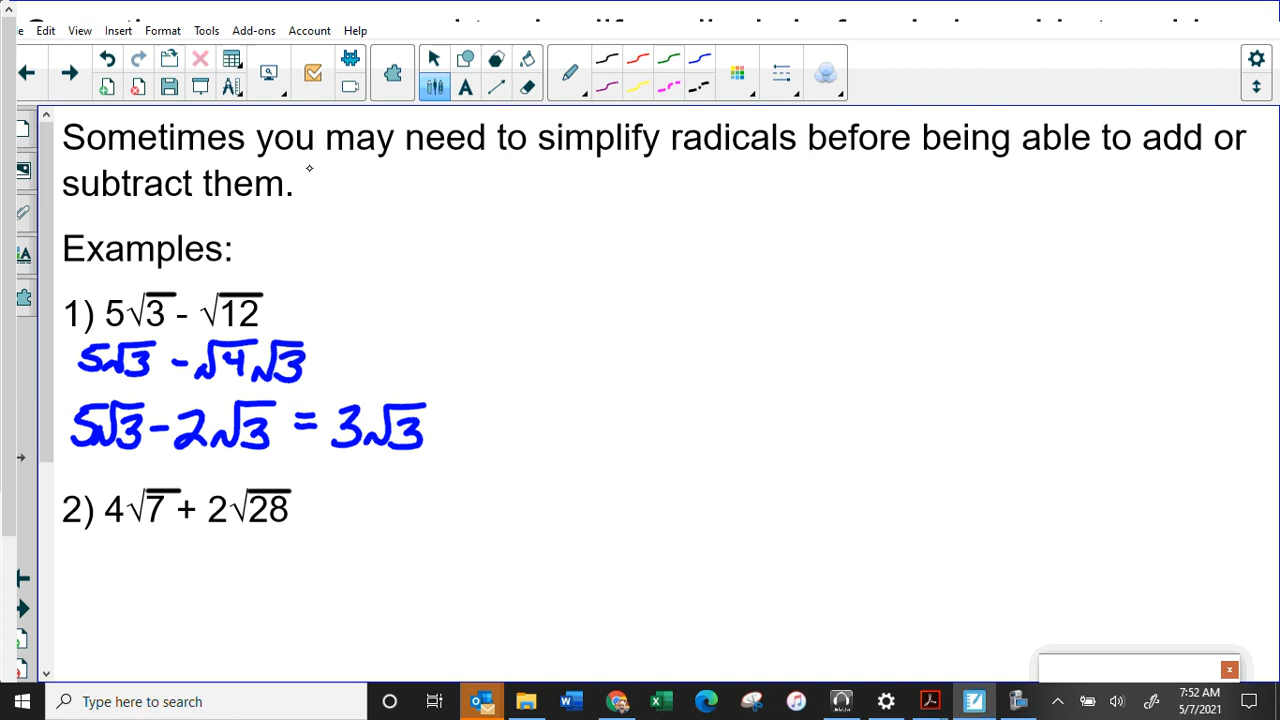 File Edit View Insert Format Tools Add-ons Account Help
Sometimes you may need to simplify radicals before being able to add or
subtract them.
Examples:
1) 5√3 - √12
5√3 - √4√3
5√3 - 2√3 = 3√3
2) 4√7 + 2√28
Type here to search
7:52 AM
5/7/2021